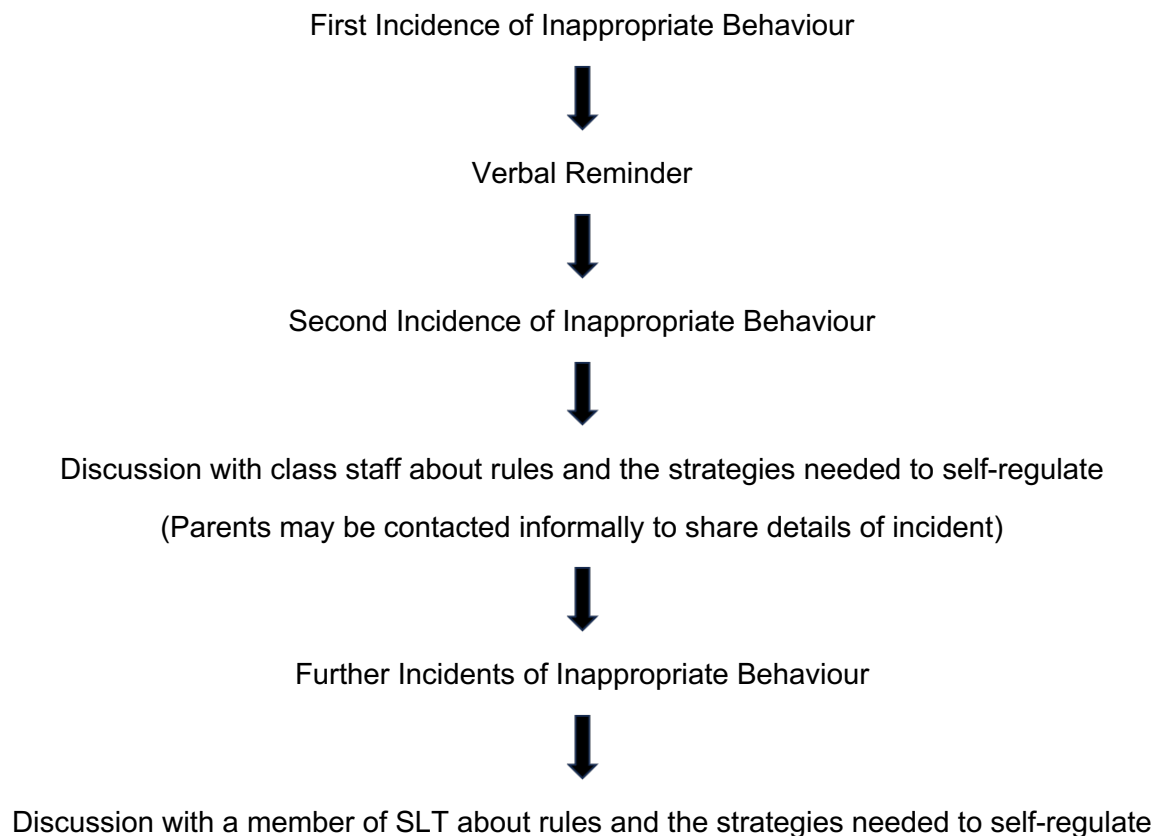 First Incidence of Inappropriate Behaviour
Verbal Reminder
Second Incidence of Inappropriate Behaviour
Discussion with class staff about rules and the strategies needed to self-regulate
(Parents may be contacted informally to share details of incident)
Further Incidents of Inappropriate Behaviour
Discussion with a member of SLT about rules and the strategies needed to self-regulate